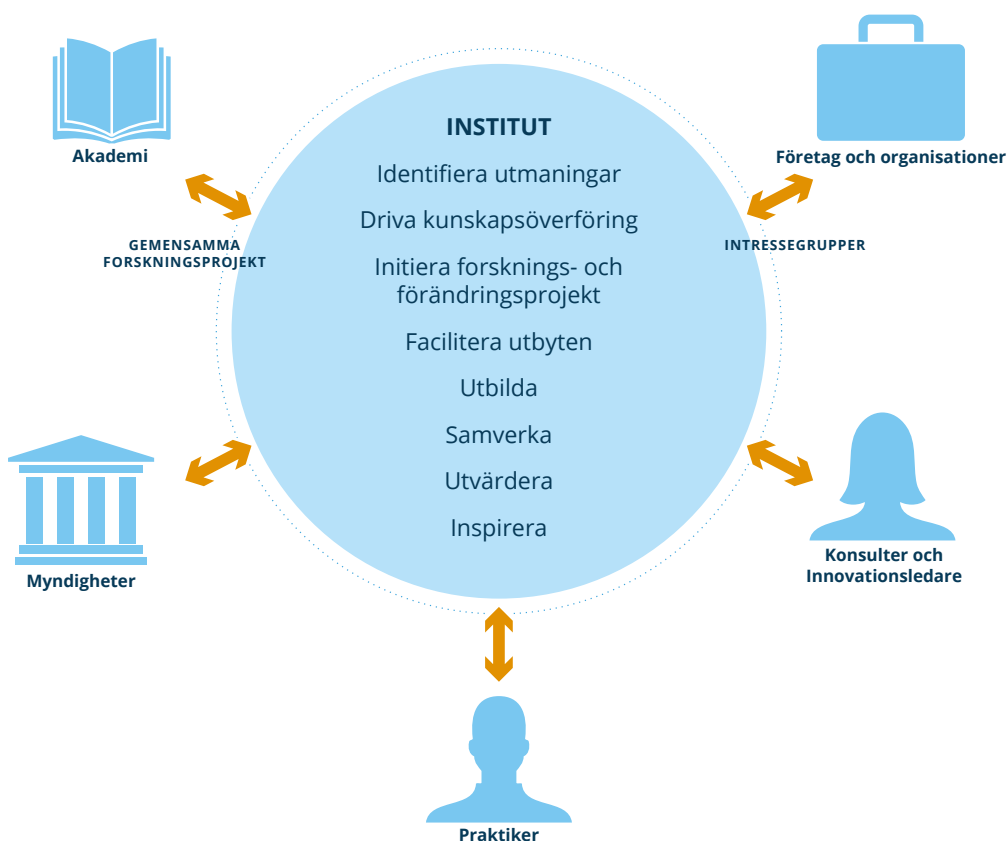 Akademi
Företag och organisationer
GEMENSAMMA
FORSKNINGSPROJEKT
INTRESSEGRUPPER
INSTITUT
Identifiera utmaningar
Driva kunskapsöverföring
Initiera forsknings- och
förändringsprojekt
Facilitera utbyten
Utbilda
Samverka
Utvärdera
Inspirera
Myndigheter
Konsulter och
Innovationsledare
Praktiker